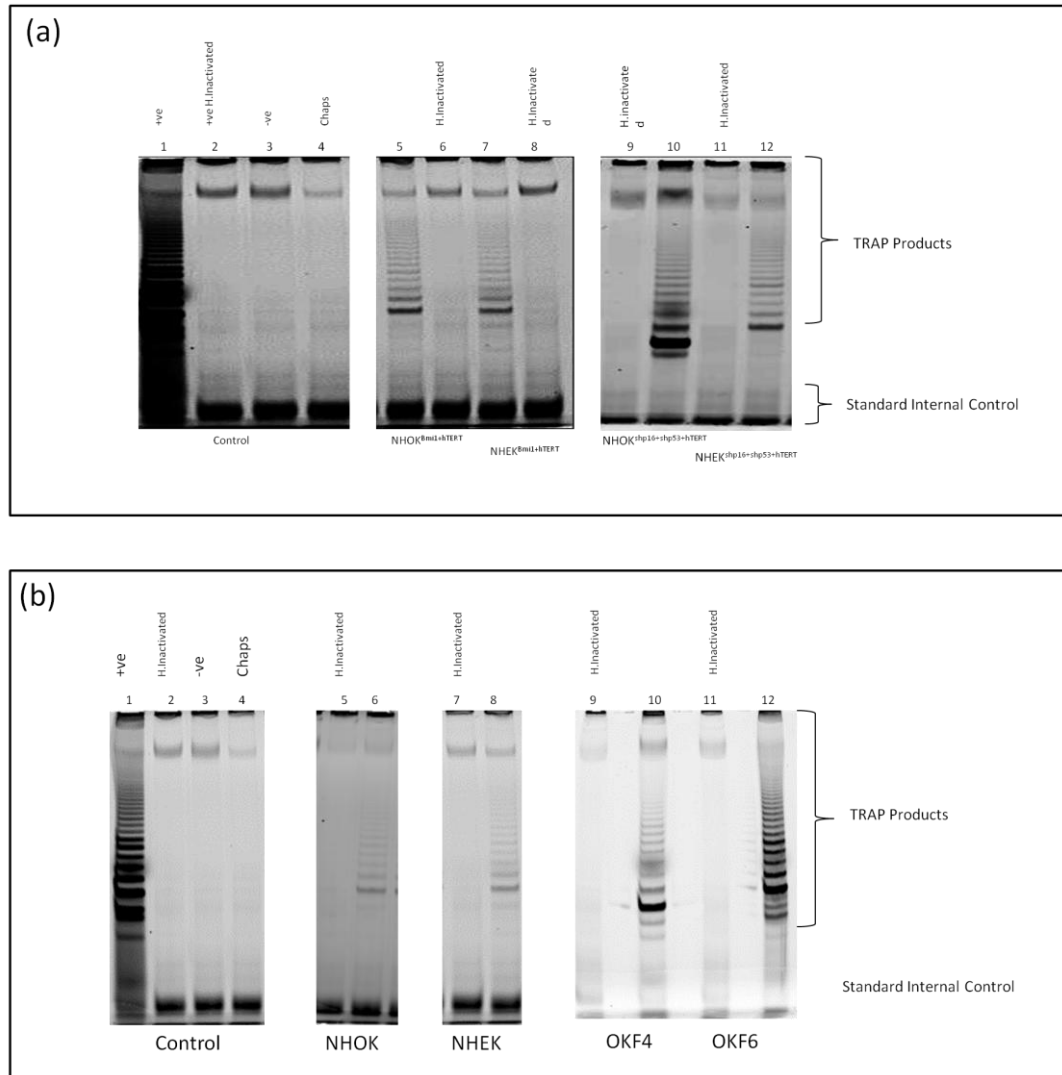 (a)
+ve
+ve H.Inactivated
-ve
Chaps
H.Inactivated
H.Inactivate
d
H.inactivate
d
H.Inactivated
1 2 3 4 5 6 7 8 9 10 11 12
TRAP Products
Standard Internal Control
Control
NHOKBmi1+hTERT
NHEKBmi1+hTERT
NHOKshp16+shp53+hTERT
NHEKshp16+shp53+hTERT
(b)
+ve
H.Inactivated
-ve
Chaps
H.Inactivated
H.Inactivated
H.Inactivated
H.Inactivated
1 2 3 4 5 6 7 8 9 10 11 12
TRAP Products
Standard Internal Control
Control NHOK NHEK OKF4 OKF6